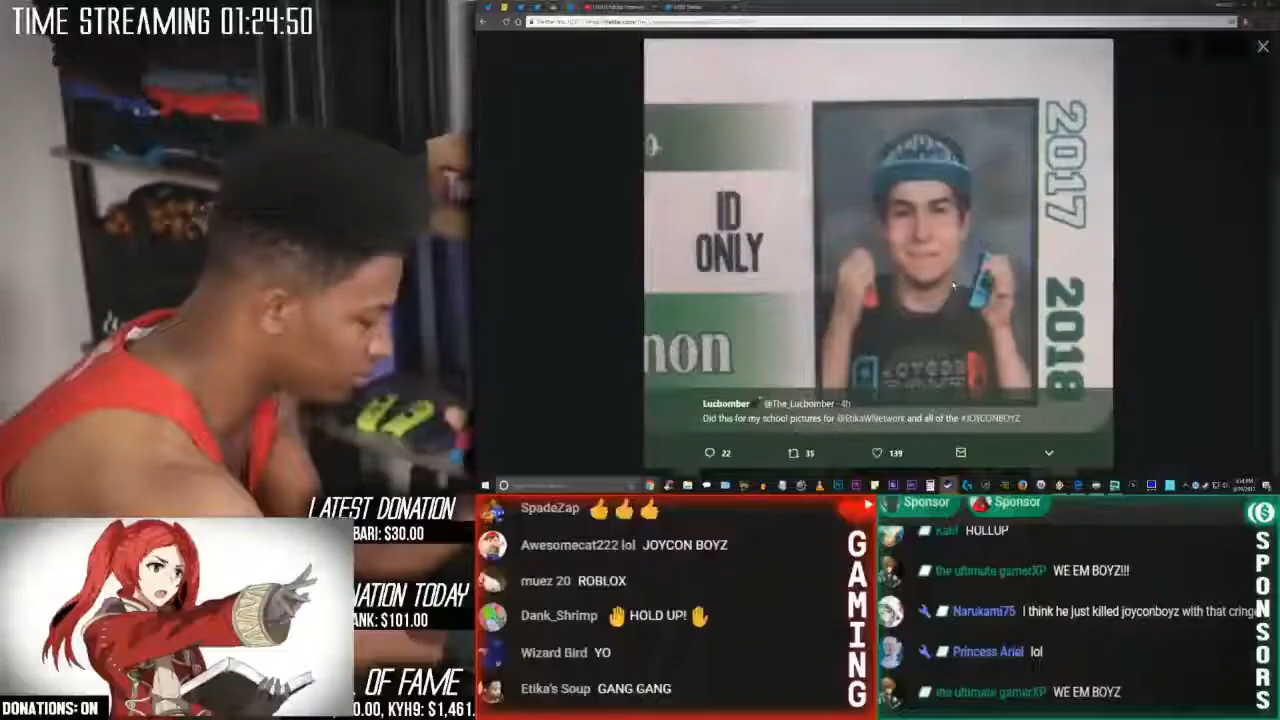 TIME STREAMING 01:24:50
2017
2018
ID
ONLY
non
JOYCON
Lucbomber @The_Lucbomber · 4h
Did this for my school pictures for @EtikaWNetwork and all of the #JOYCONBOYZ
22
35
139
LATEST DONATION
BARI: $30.00
NATION TODAY
ANK: $101.00
L OF FAME
0.00, KYH9: $1,461.
DONATIONS: ON
SpadeZap 👍👍👍
Awesomecat222 lol JOYCON BOYZ
muez 20 ROBLOX
Dank_Shrimp ✋ HOLD UP! ✋
Wizard Bird YO
Etika's Soup GANG GANG
GAMING
Sponsor
Sponsor
HOLLUP
the ultimate gamerXP WE EM BOYZ!!!
Narukami75 I think he just killed joyconboyz with that cringe
Princess Ariel lol
me ultimate gamerXP WE EM BOYZ
SPONSORS